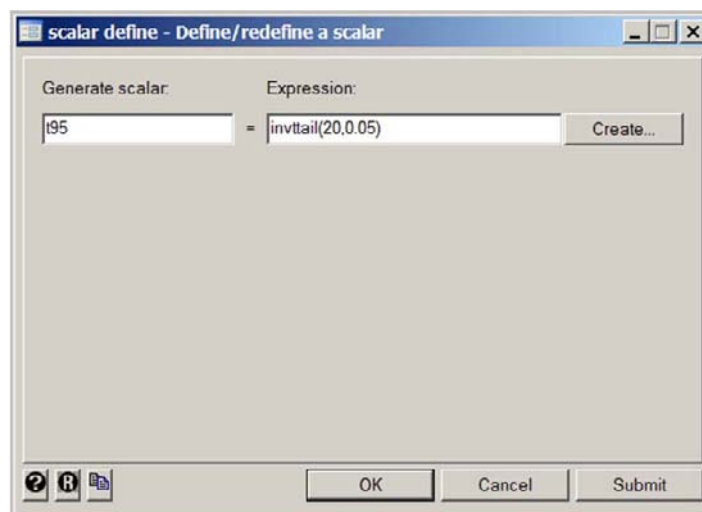 scalar define - Define/redefine a scalar
Generate scalar: Expression:
t95 = invttail(20,0.05) Create...
OK Cancel Submit